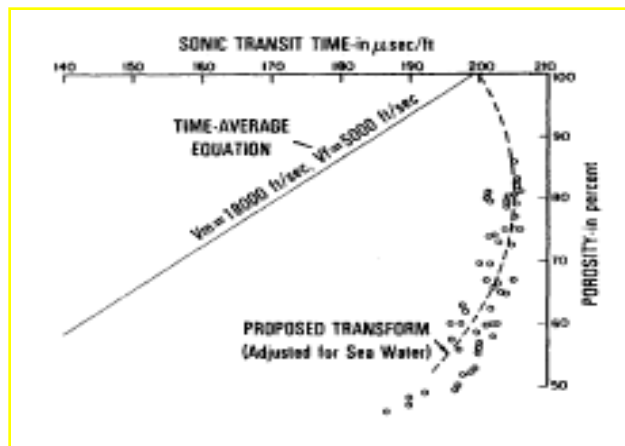 SONIC TRANSIT TIME-in µsec/ft
140 150 160 170 180 190 200 210
100
TIME-AVERAGE
EQUATION
Vm=18000 ft/sec, Vf=5000 ft/sec
90
80
70
60
50
POROSITY-in percent
PROPOSED TRANSFORM
(Adjusted for Sea Water)